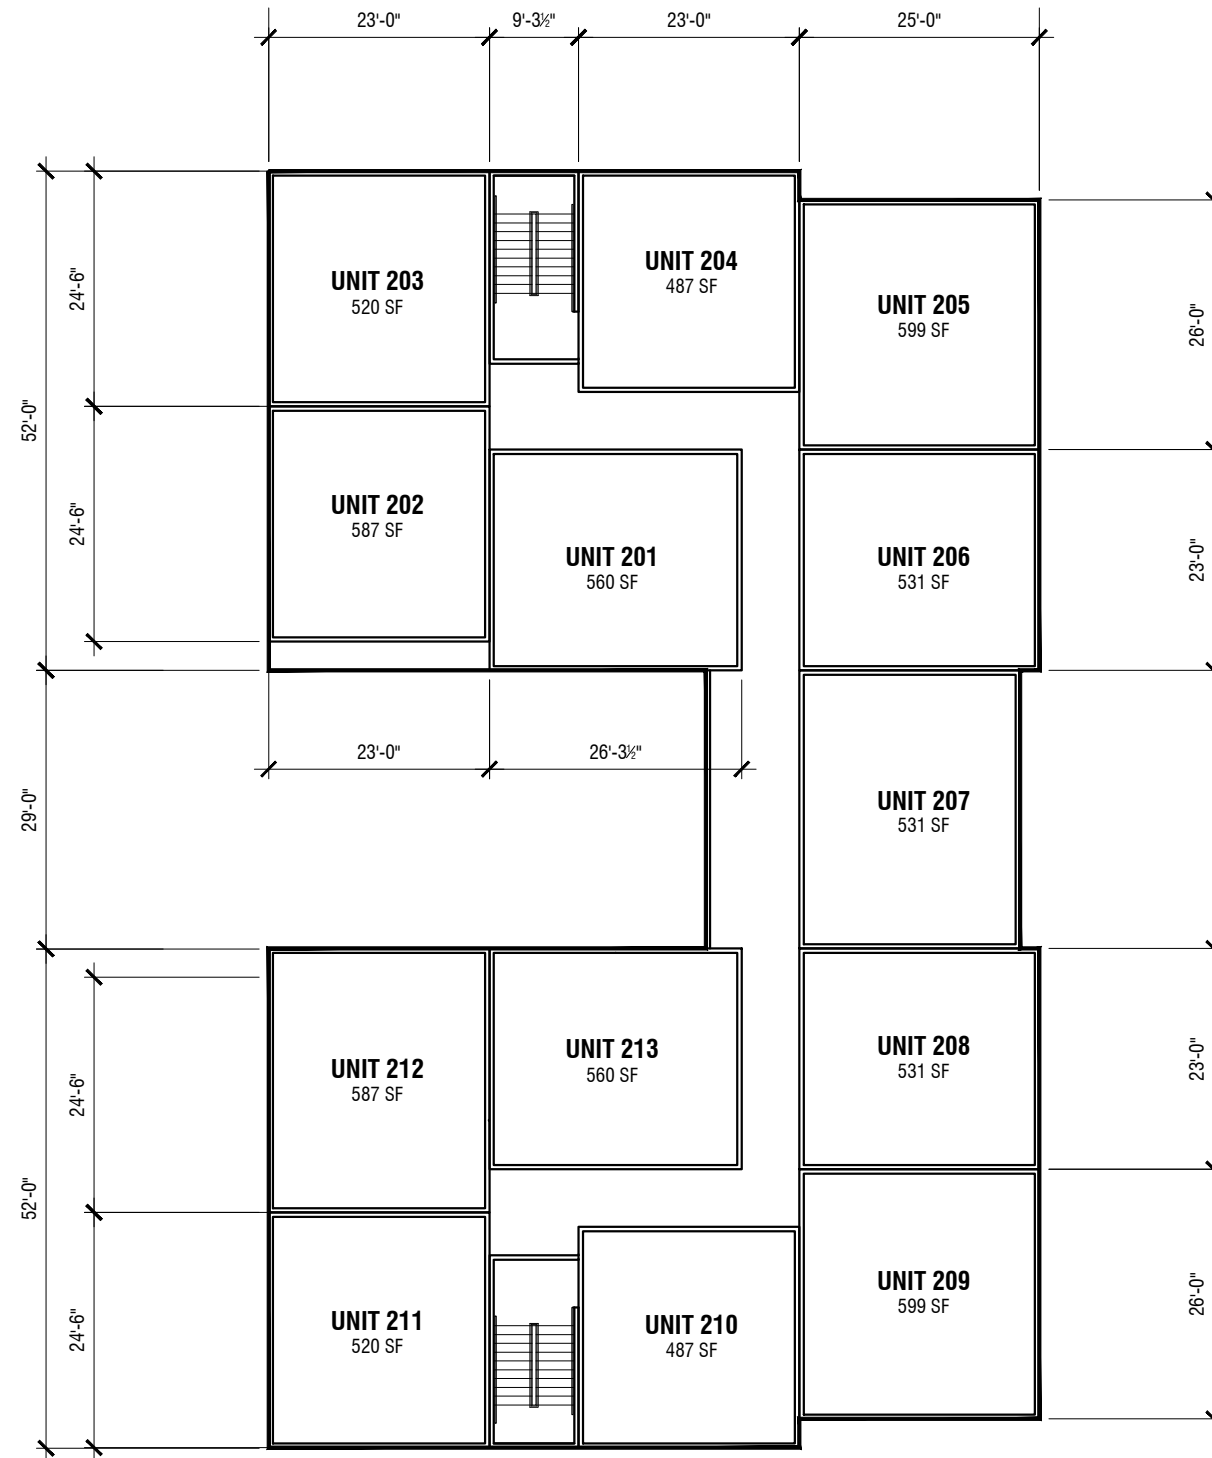 23'-0" 9'-3½" 23'-0" 25'-0"
UNIT 203
520 SF
UNIT 204
487 SF
UNIT 205
599 SF
24'-6"
26'-0"
52'-0"
UNIT 202
587 SF
24'-6"
UNIT 201
560 SF
UNIT 206
531 SF
23'-0"
23'-0" 26'-3½"
29'-0"
UNIT 207
531 SF
UNIT 212
587 SF
UNIT 213
560 SF
UNIT 208
531 SF
24'-6"
23'-0"
52'-0"
UNIT 211
520 SF
UNIT 210
487 SF
UNIT 209
599 SF
24'-6"
26'-0"